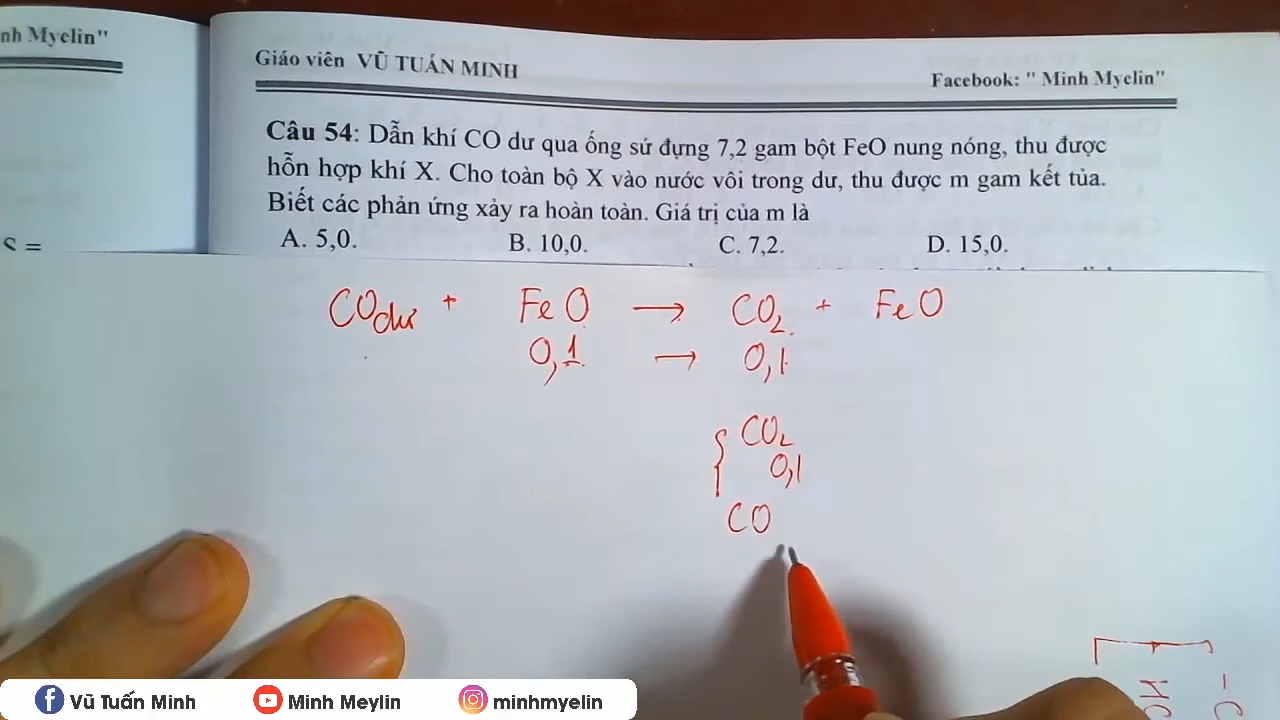 nh Myelin"
Giáo viên VŨ TUẤN MINH
Facebook: " Minh Myelin"
Câu 54: Dẫn khí CO dư qua ống sứ đựng 7,2 gam bột FeO nung nóng, thu được
hỗn hợp khí X. Cho toàn bộ X vào nước vôi trong dư, thu được m gam kết tủa.
Biết các phản ứng xảy ra hoàn toàn. Giá trị của m là
A. 5,0. B. 10,0. C. 7,2. D. 15,0.
CO dư + FeO → CO₂ + FeO
0,1 → 0,1
CO₂
0,1
CO
Vũ Tuấn Minh Minh Meylin minhmyelin